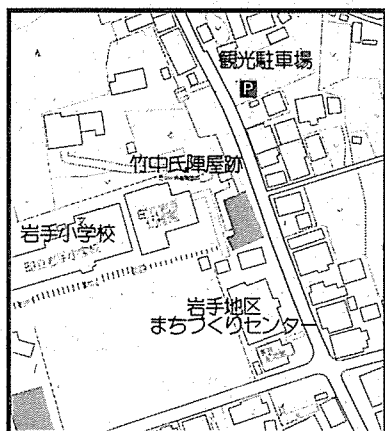 観光駐車場
P
竹中氏陣屋跡
岩手小学校
岩手地区
まちづくりセンター